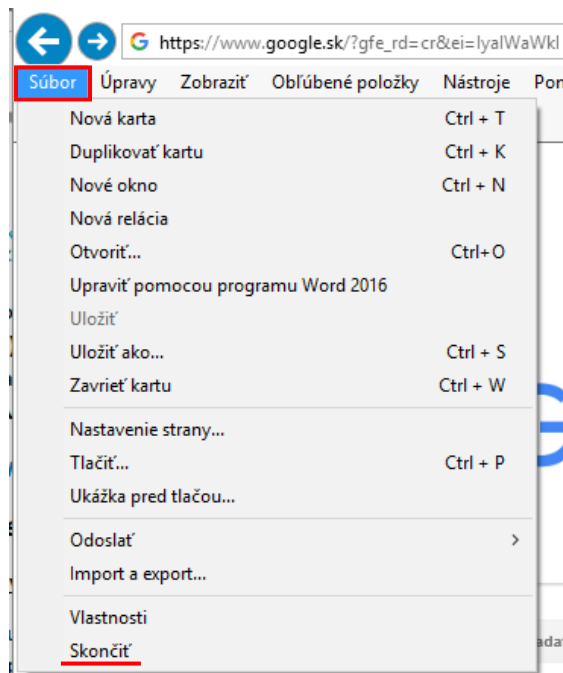 https://www.google.sk/?gfe_rd=cr&ei=IyalWaWkI
Súbor Úpravy Zobraziť Obľúbené položky Nástroje
Nová karta Ctrl + T
Duplikovať kartu Ctrl + K
Nové okno Ctrl + N
Nová relácia
Otvoriť... Ctrl+O
Upraviť pomocou programu Word 2016
Uložiť
Uložiť ako... Ctrl + S
Zavrieť kartu Ctrl + W
Nastavenie strany...
Tlačiť... Ctrl + P
Ukážka pred tlačou...
Odoslať
Import a export...
Vlastnosti
Skončiť